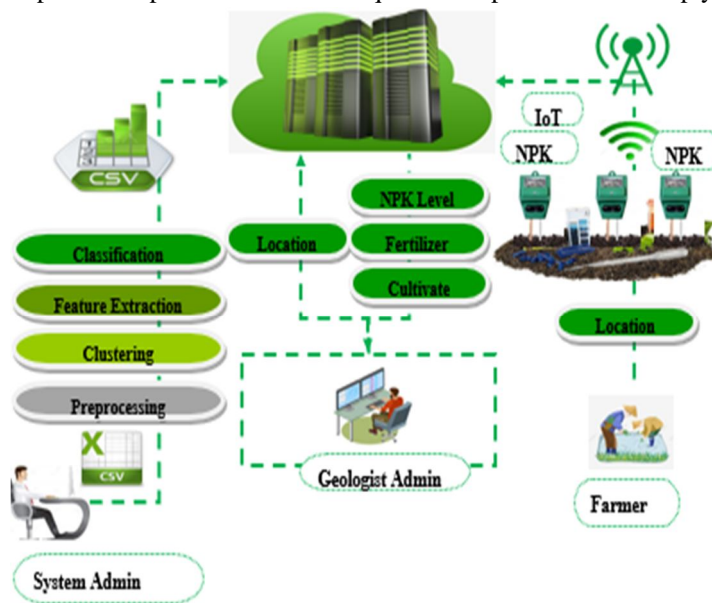 CSV
IoT
NPK
NPK
NPK Level
Location
Fertilizer
Cultivate
Classification
Feature Extraction
Clustering
Preprocessing
Location
X
CSV
Geologist Admin
Farmer
System Admin